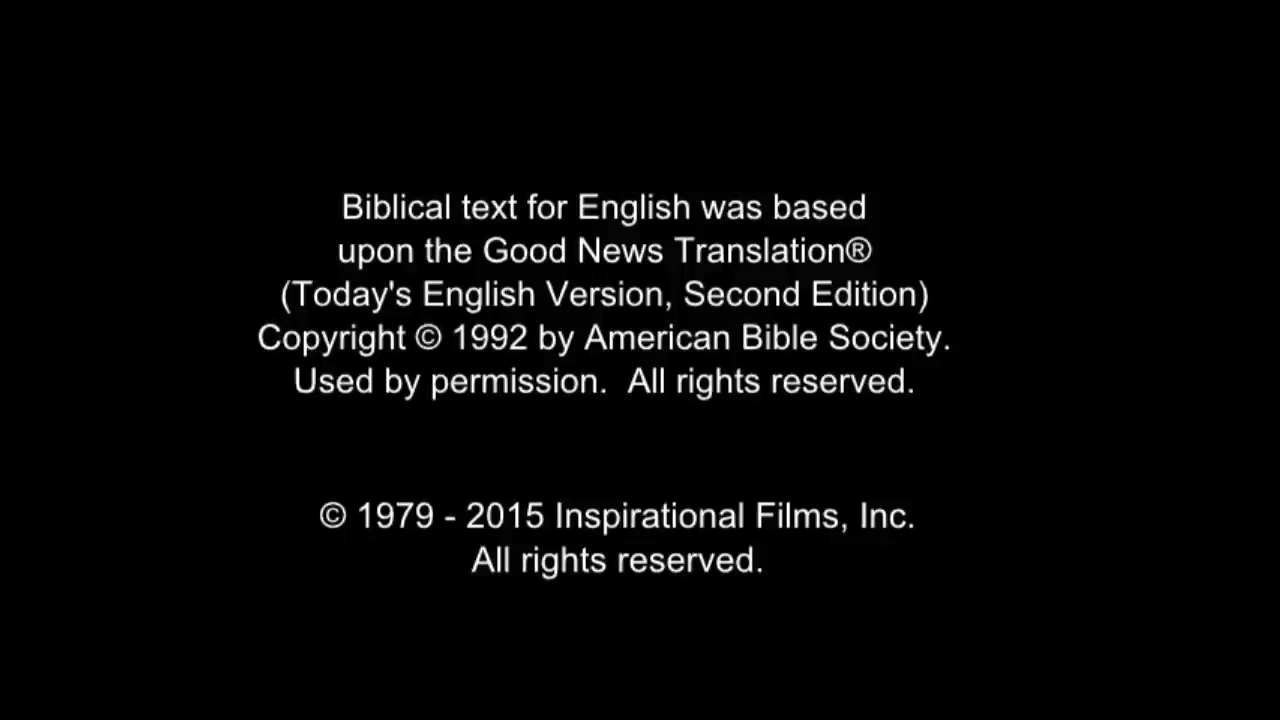 Biblical text for English was based
upon the Good News Translation®
(Today's English Version, Second Edition)
Copyright © 1992 by American Bible Society.
Used by permission.  All rights reserved.
© 1979 - 2015 Inspirational Films, Inc.
All rights reserved.